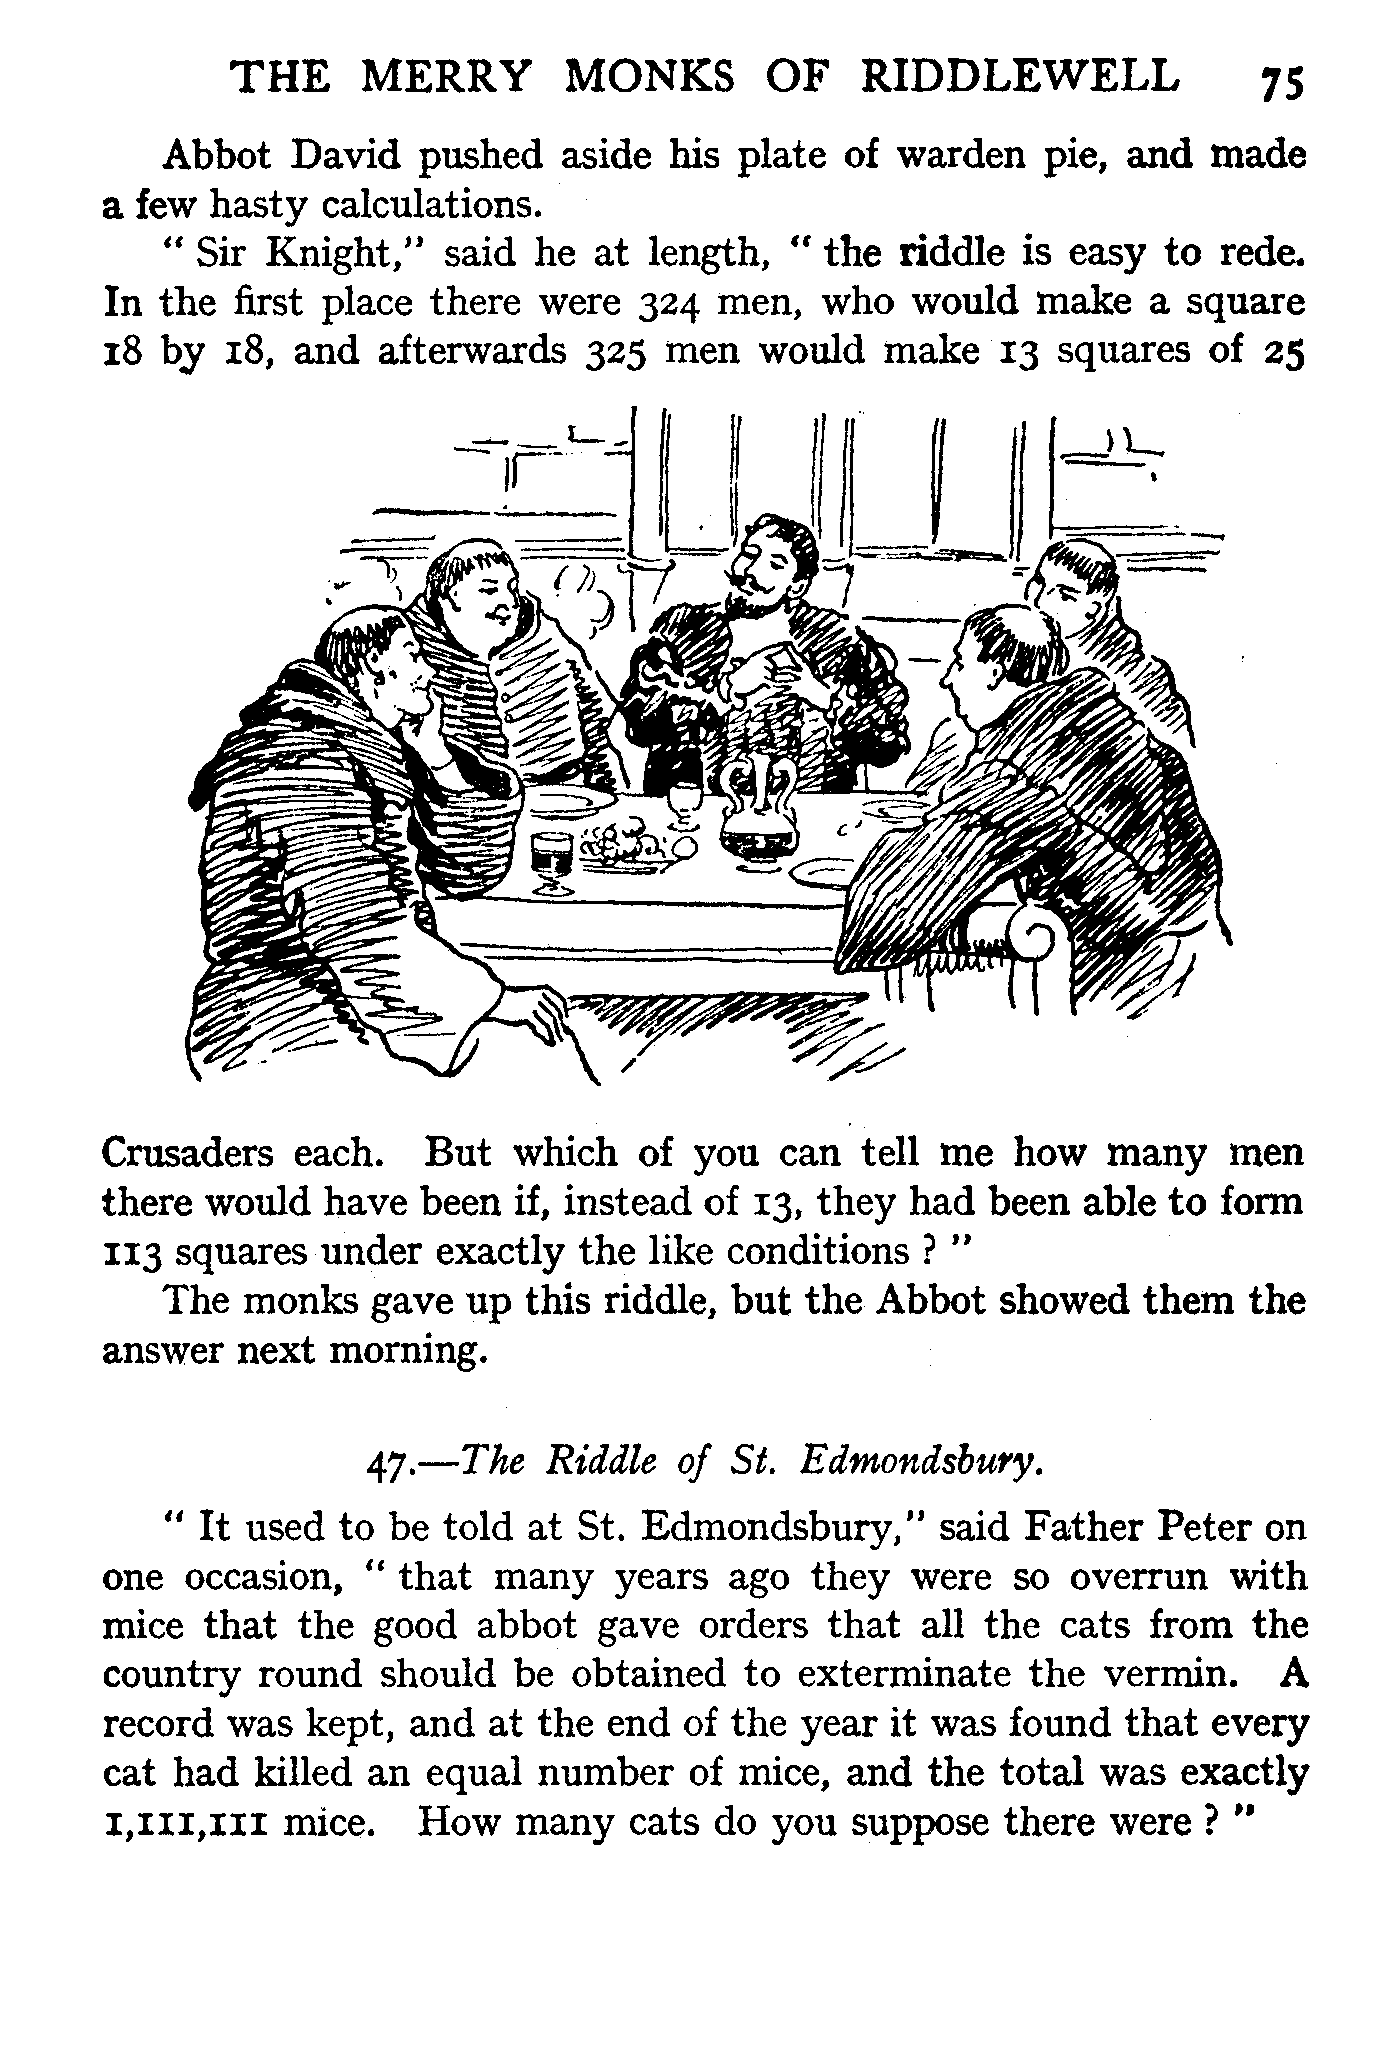 THE MERRY MONKS OF RIDDLEWELL 75
Abbot David pushed aside his plate of warden pie, and made
a few hasty calculations.
" Sir Knight," said he at length, " the riddle is easy to rede.
In the first place there were 324 men, who would make a square
18 by 18, and afterwards 325 men would make 13 squares of 25
Crusaders each. But which of you can tell me how many men
there would have been if, instead of 13, they had been able to form
113 squares under exactly the like conditions ? "
The monks gave up this riddle, but the Abbot showed them the
answer next morning.
47.—The Riddle of St. Edmondsbury.
" It used to be told at St. Edmondsbury," said Father Peter on
one occasion, " that many years ago they were so overrun with
mice that the good abbot gave orders that all the cats from the
country round should be obtained to exterminate the vermin. A
record was kept, and at the end of the year it was found that every
cat had killed an equal number of mice, and the total was exactly
1,111,111 mice. How many cats do you suppose there were ? "